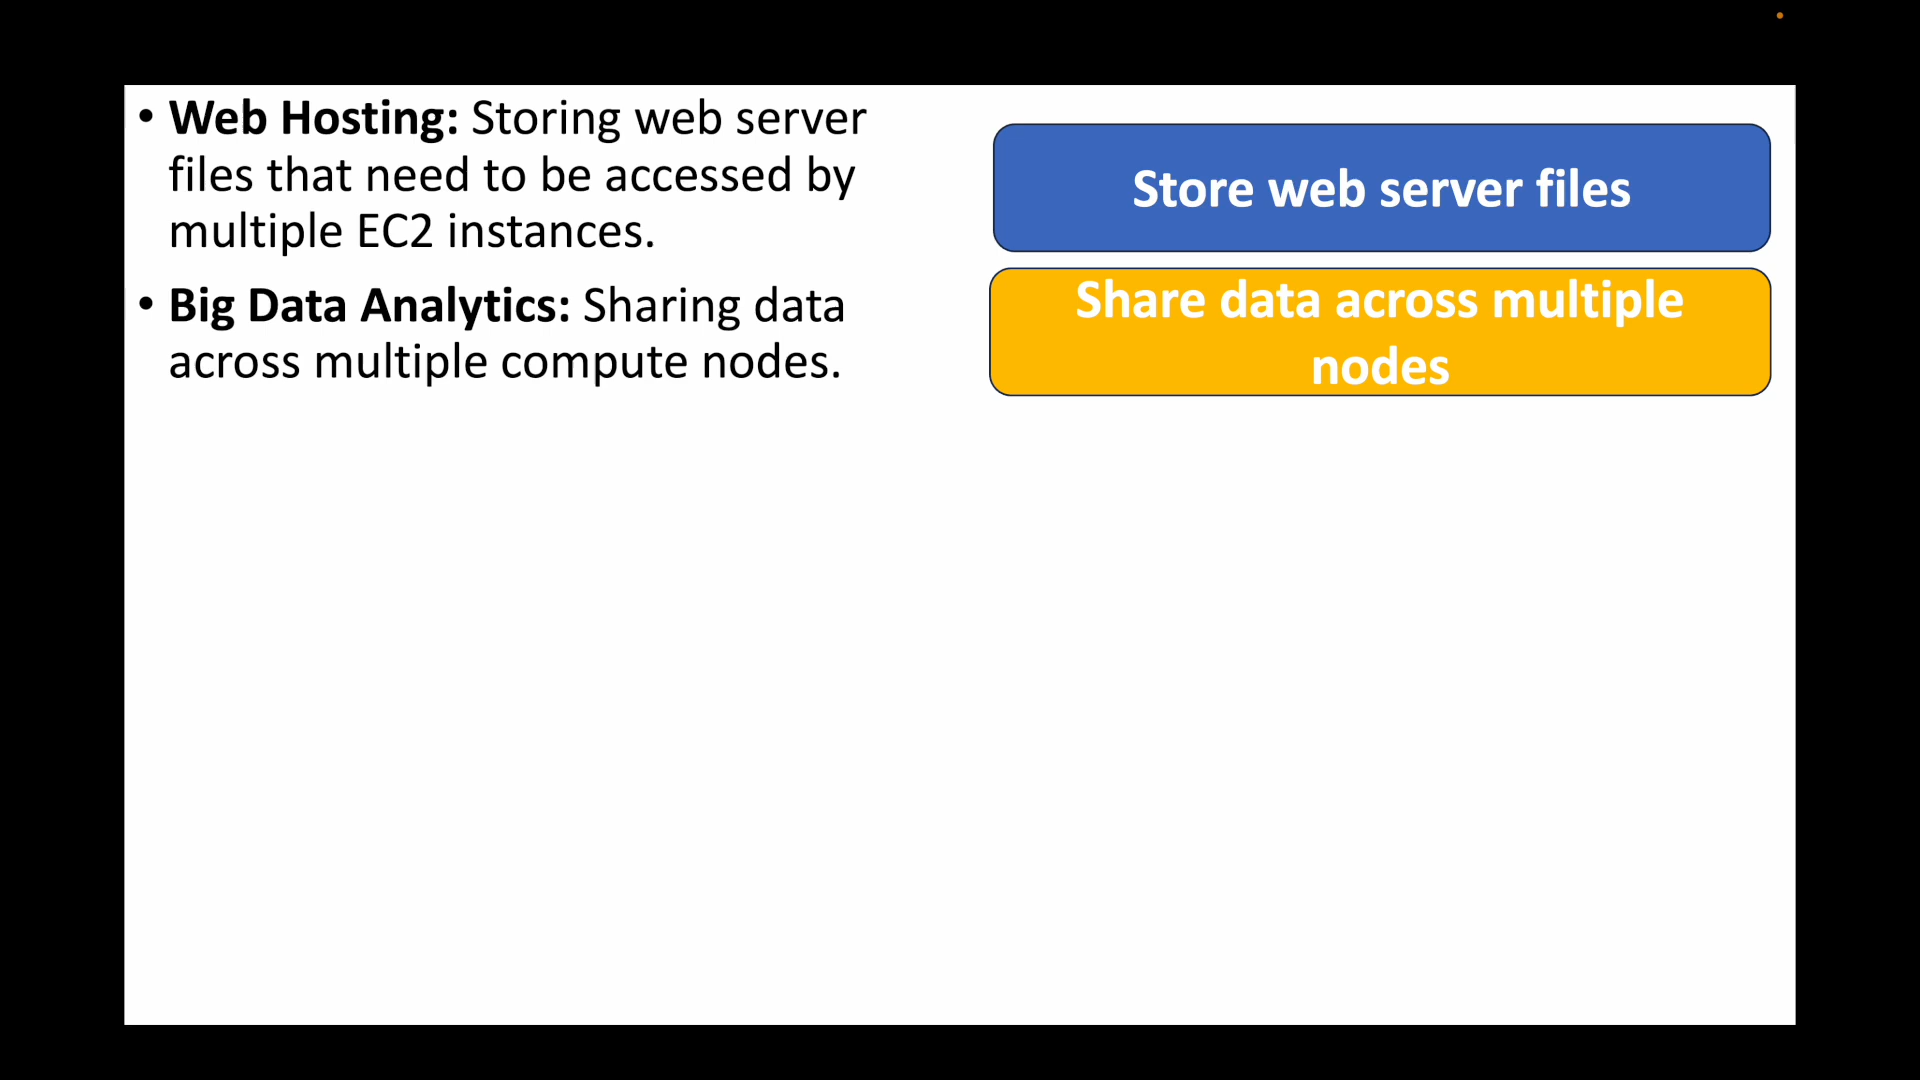 • Web Hosting: Storing web server
files that need to be accessed by
multiple EC2 instances.
• Big Data Analytics: Sharing data
across multiple compute nodes.
Store web server files
Share data across multiple
nodes